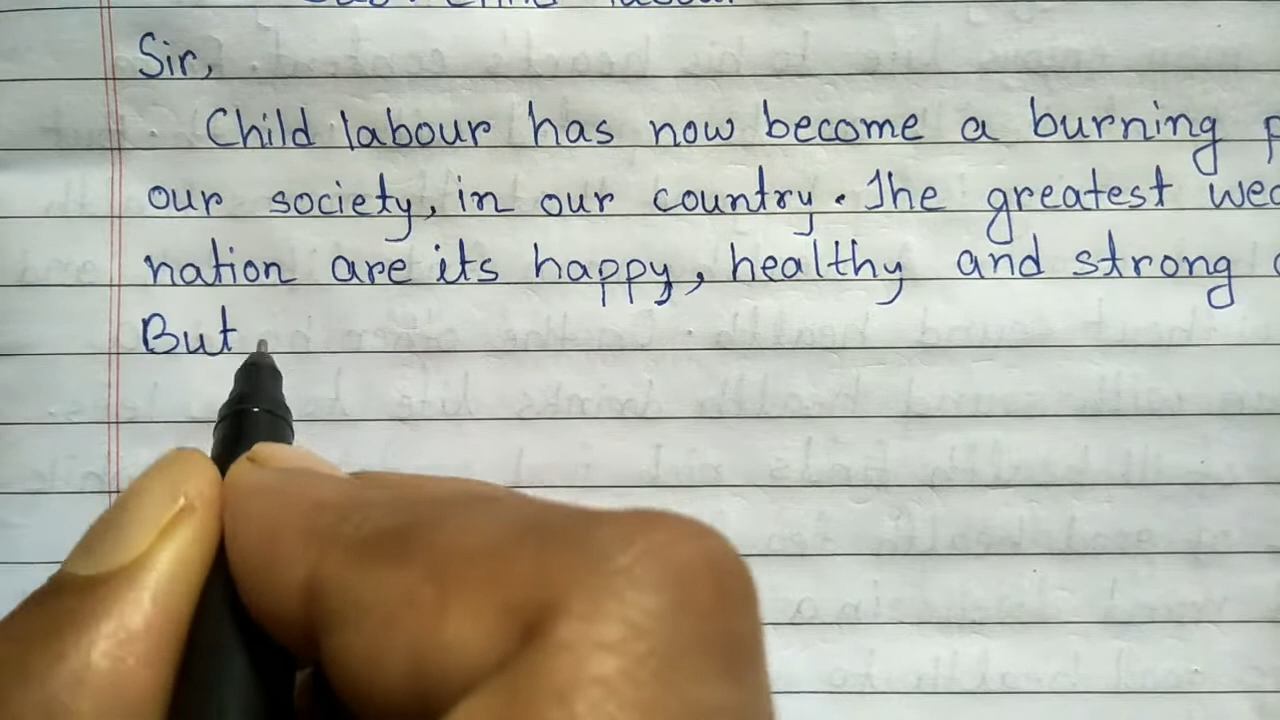 Sir,
Child labour has now become a burning
our society, in our country. The greatest
nation are its happy, healthy and strong
But